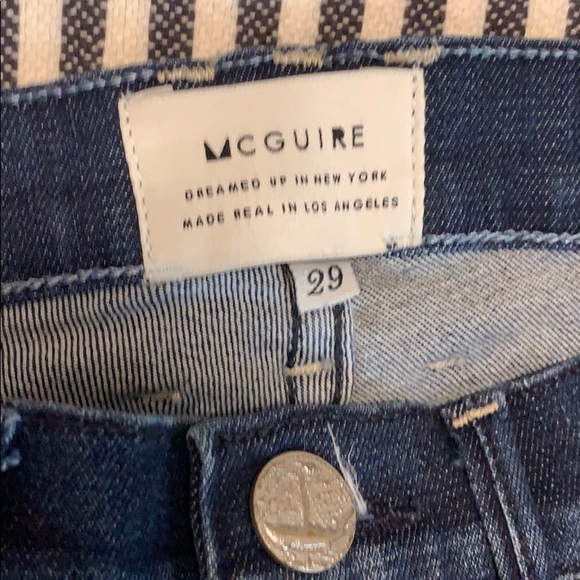 MCGUIRE
DREAMED UP IN NEW YORK
MADE REAL IN LOS ANGELES
29